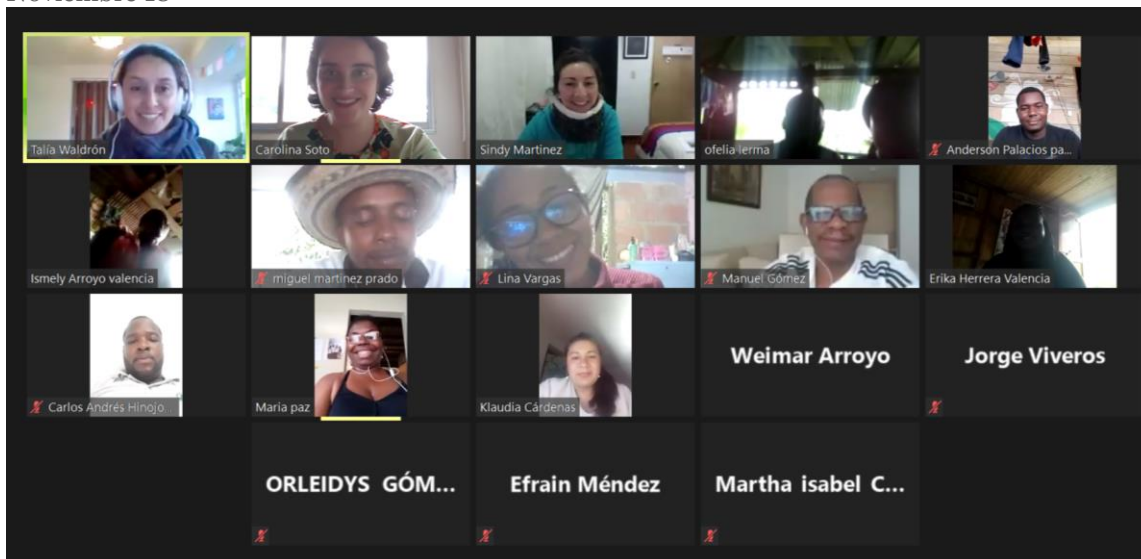 Talía Waldrón
Carolina Soto
Sindy Martinez
ofelia lerma
Anderson Palacios pa...
Ismely Arroyo valencia
miguel martinez prado
Lina Vargas
Manuel Gómez
Erika Herrera Valencia
Carlos Andrés Hinojo...
Maria paz
Klaudia Cárdenas
Weimar Arroyo
Jorge Viveros
ORLEIDYS GÓM...
Efrain Méndez
Martha isabel C...